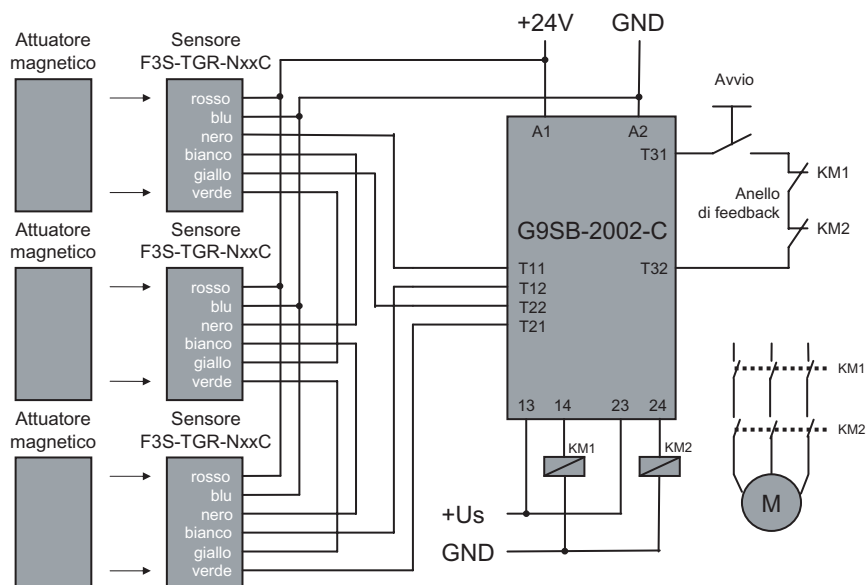 +24V
GND
Attuatore
magnetico
Sensore
F3S-TGR-NxxC
rosso
blu
nero
bianco
giallo
verde
Attuatore
magnetico
Sensore
F3S-TGR-NxxC
rosso
blu
nero
bianco
giallo
verde
Attuatore
magnetico
Sensore
F3S-TGR-NxxC
rosso
blu
nero
bianco
giallo
verde
A1
A2
T31
G9SB-2002-C
T11
T12
T22
T21
T32
13
14
23
24
Avvio
KM1
Anello
di feedback
KM2
KM1
KM2
+Us
GND
KM1
KM2
M